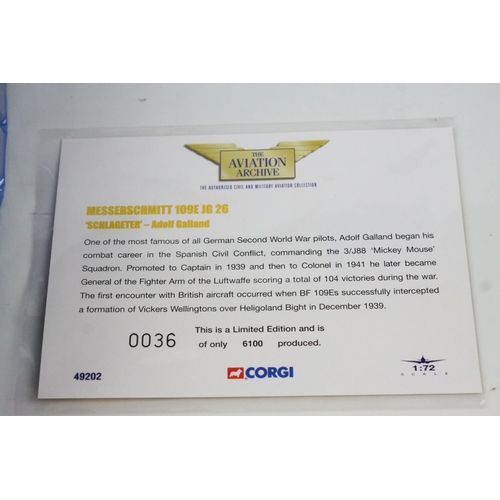 THE
AVIATION
ARCHIVE
THE AUTHORISED CIVIL AND MILITARY AVIATION COLLECTION
MESSERSCHMITT 109E JG 26
'SCHLAGETER' – Adolf Galland
One of the most famous of all German Second World War pilots, Adolf Galland began his
combat career in the Spanish Civil Conflict, commanding the 3/J88 'Mickey Mouse'
Squadron. Promoted to Captain in 1939 and then to Colonel in 1941 he later became
General of the Fighter Arm of the Luftwaffe scoring a total of 104 victories during the war.
The first encounter with British aircraft occurred when BF 109Es successfully intercepted
a formation of Vickers Wellingtons over Heligoland Bight in December 1939.
This is a Limited Edition and is
0036 of only 6100 produced.
49202 CORGI 1:72
SCALE